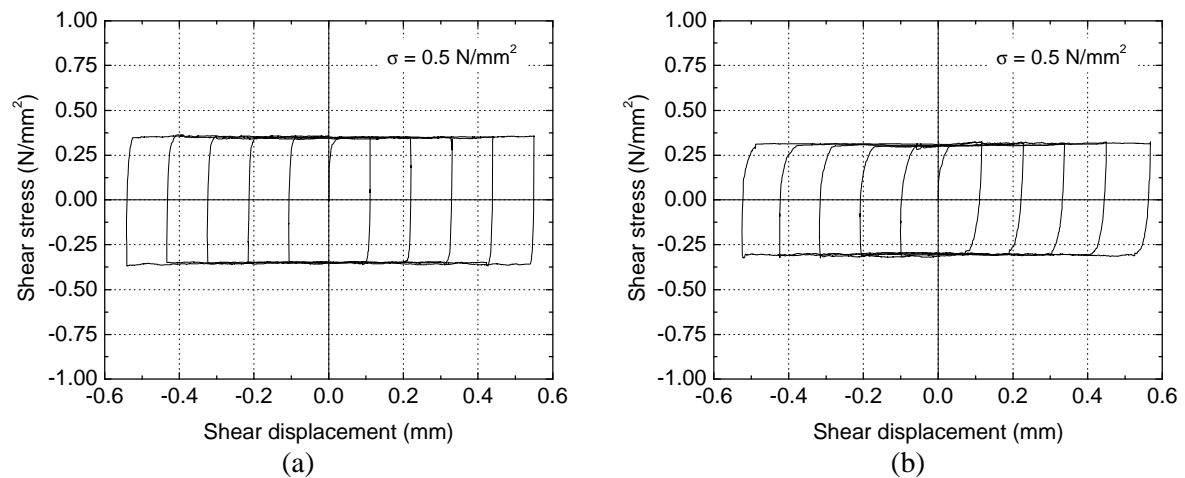 1.00
0.75
0.50
0.25
0.00
-0.25
-0.50
-0.75
-1.00
Shear stress (N/mm²)
σ = 0.5 N/mm²
-0.6 -0.4 -0.2 0.0 0.2 0.4 0.6
Shear displacement (mm)
(a)
1.00
0.75
0.50
0.25
0.00
-0.25
-0.50
-0.75
-1.00
Shear stress (N/mm²)
σ = 0.5 N/mm²
-0.6 -0.4 -0.2 0.0 0.2 0.4 0.6
Shear displacement (mm)
(b)